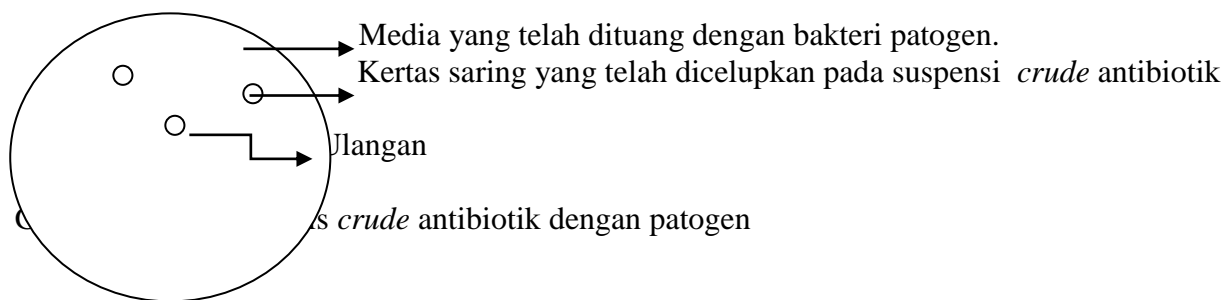 Media yang telah dituang dengan bakteri patogen.
Kertas saring yang telah dicelupkan pada suspensi crude antibiotik
Ulangan
crude antibiotik dengan patogen